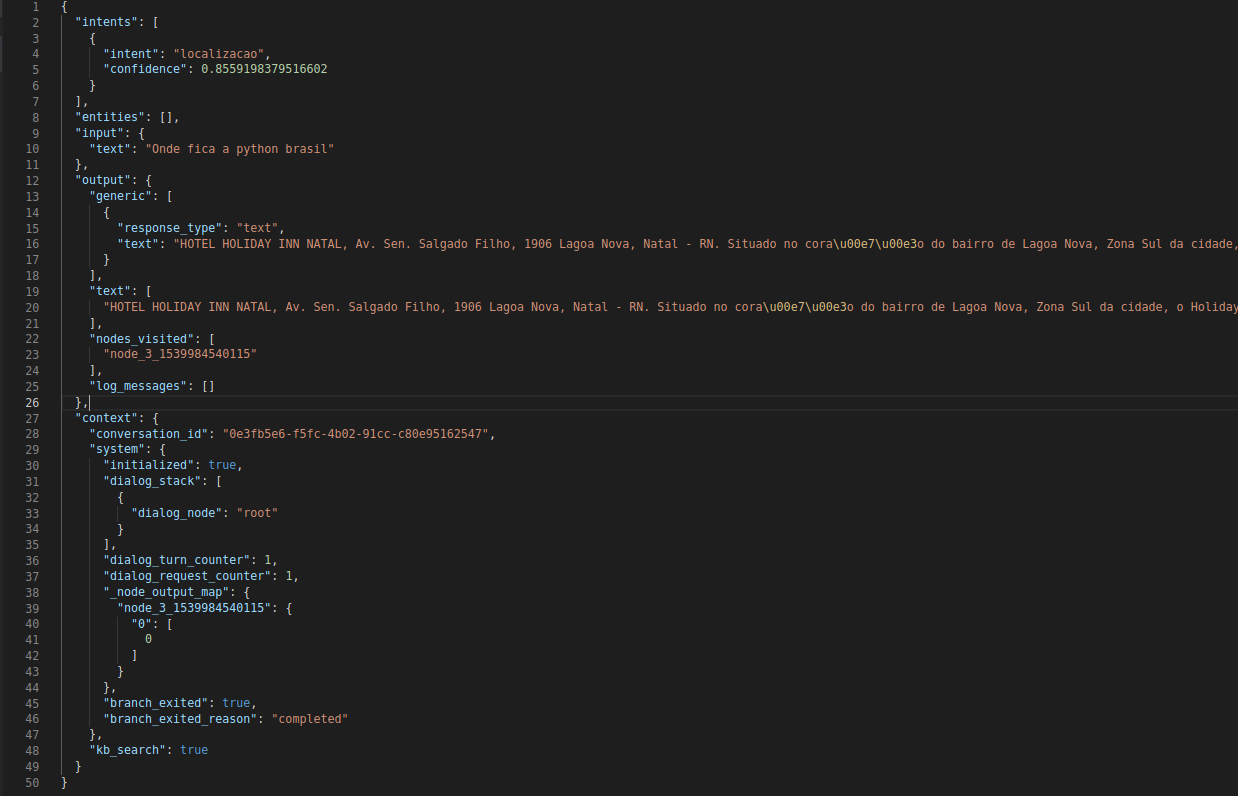 1 {
2 "intents": [
3 {
4 "intent": "localizacao",
5 "confidence": 0.8559198379516602
6 }
7 ],
8 "entities": [],
9 "input": {
10 "text": "Onde fica a python brasil"
11 },
12 "output": {
13 "generic": [
14 {
15 "response_type": "text",
16 "text": "HOTEL HOLIDAY INN NATAL, Av. Sen. Salgado Filho, 1906 Lagoa Nova, Natal - RN. Situado no cora\u00e7\u00e3o do bairro de Lagoa Nova, Zona Sul da cidade,
17 }
18 ],
19 "text": [
20 "HOTEL HOLIDAY INN NATAL, Av. Sen. Salgado Filho, 1906 Lagoa Nova, Natal - RN. Situado no cora\u00e7\u00e3o do bairro de Lagoa Nova, Zona Sul da cidade, o Holiday
21 ],
22 "nodes_visited": [
23 "node_3_1539984540115"
24 ],
25 "log_messages": []
26 },
27 "context": {
28 "conversation_id": "0e3fb5e6-f5fc-4b02-91cc-c80e95162547",
29 "system": {
30 "initialized": true,
31 "dialog_stack": [
32 {
33 "dialog_node": "root"
34 }
35 ],
36 "dialog_turn_counter": 1,
37 "dialog_request_counter": 1,
38 "_node_output_map": {
39 "node_3_1539984540115": {
40 "0": [
41 0
42 ]
43 }
44 },
45 "branch_exited": true,
46 "branch_exited_reason": "completed"
47 },
48 "kb_search": true
49 }
50 }